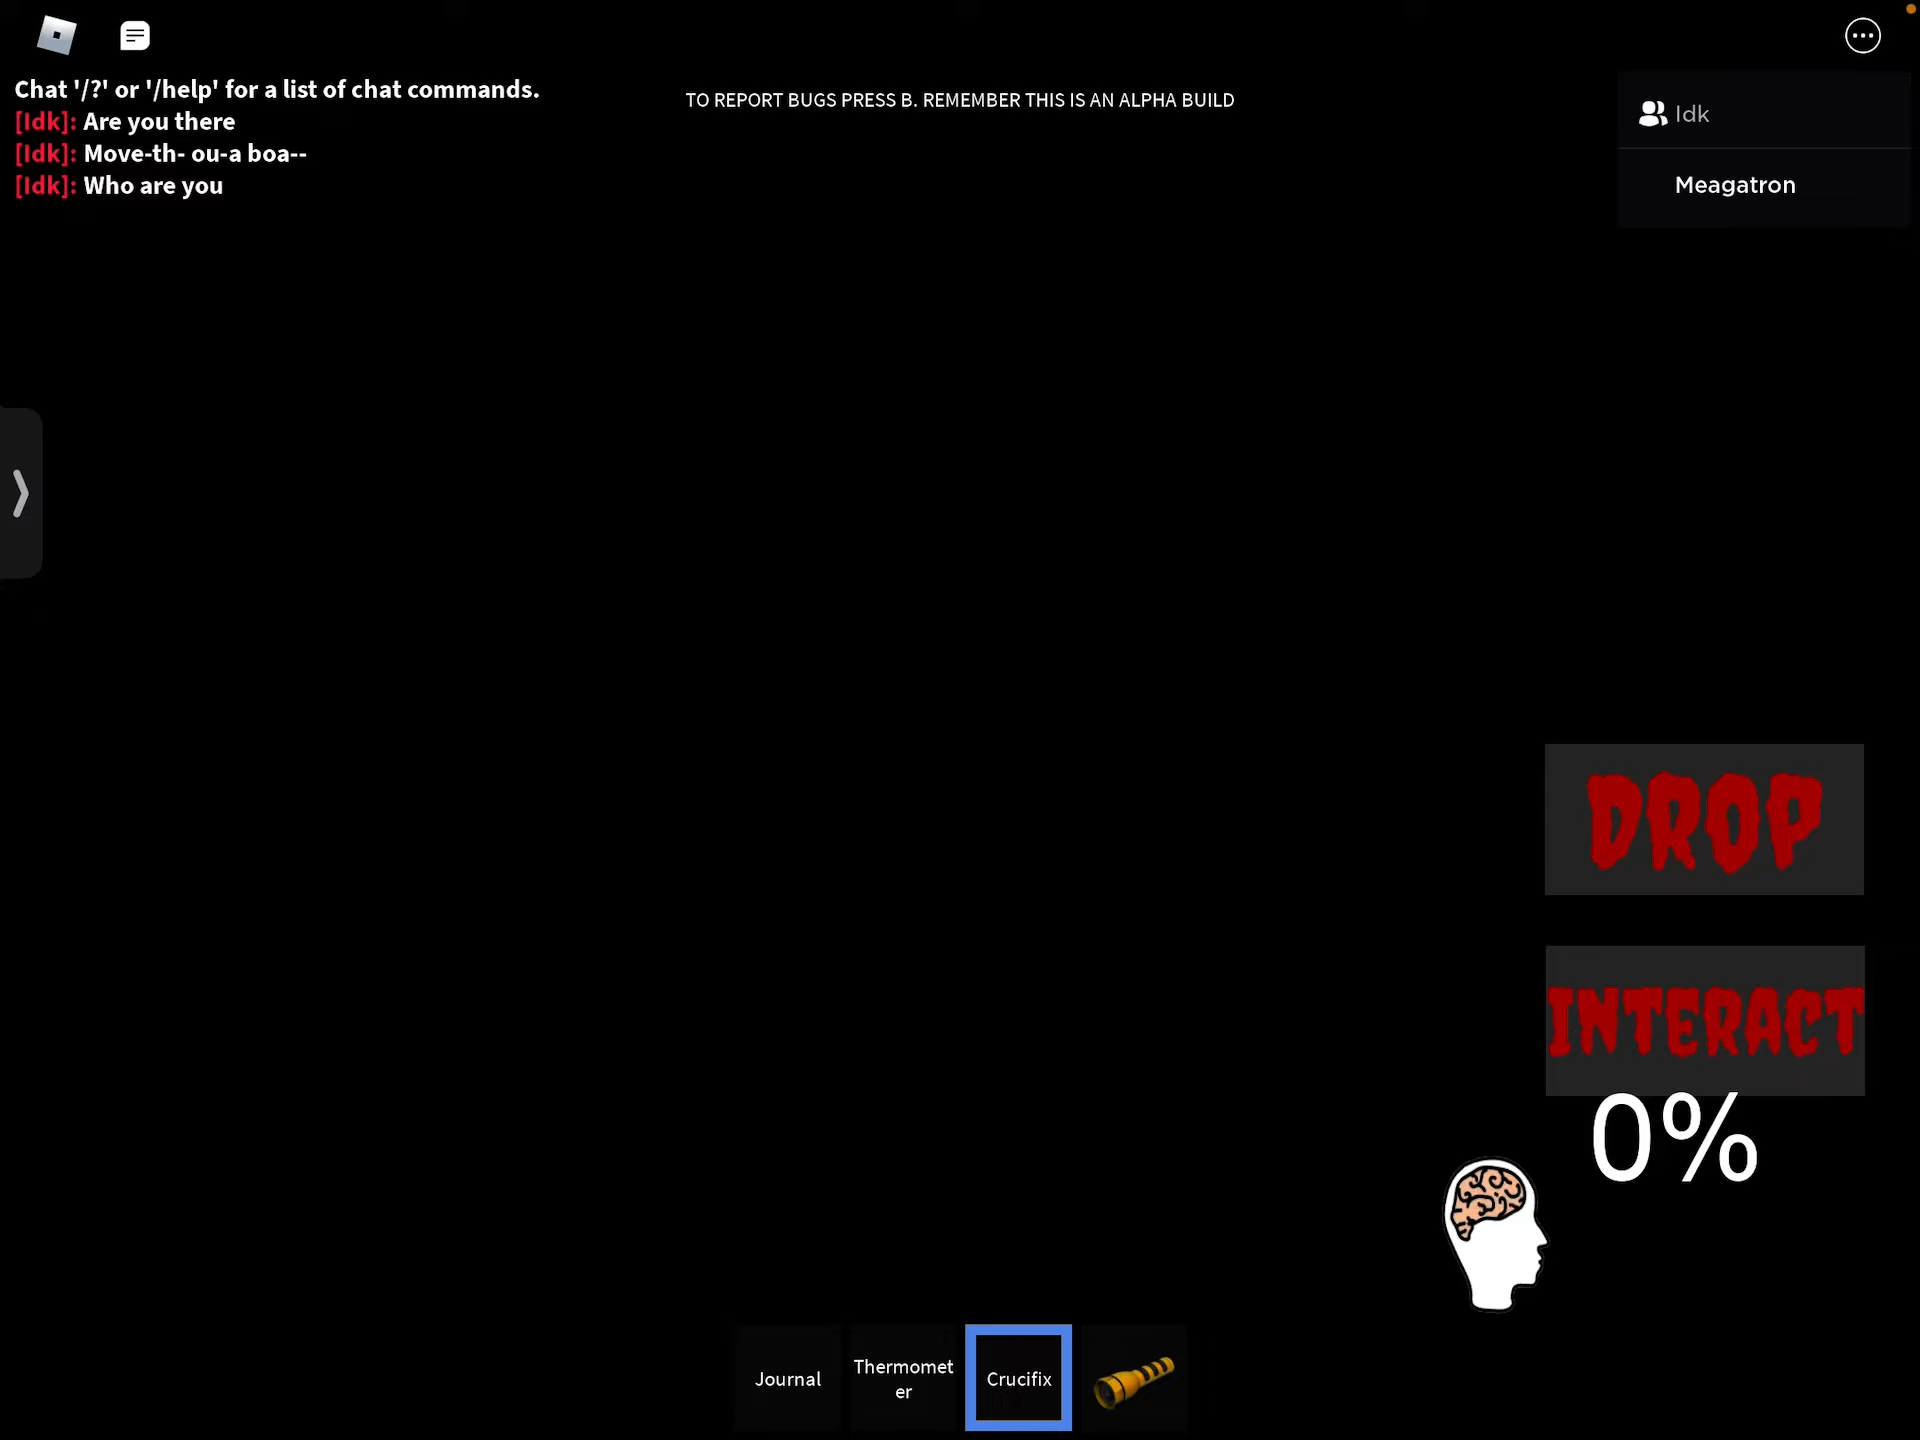 Chat '/?' or '/help' for a list of chat commands.
[Idk]: Are you there
[Idk]: Move-th- ou-a boa--
[Idk]: Who are you
TO REPORT BUGS PRESS B. REMEMBER THIS IS AN ALPHA BUILD
Idk
Meagatron
DROP
INTERACT
0%
Journal
Thermomet
er
Crucifix